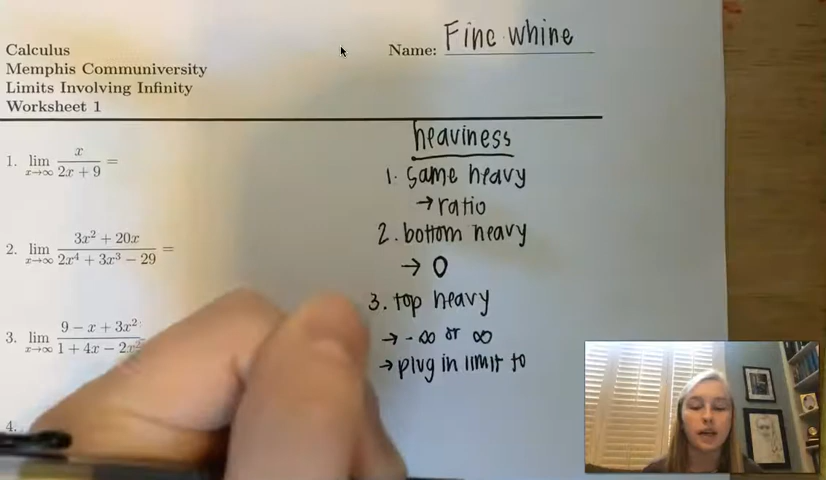 Calculus
Memphis Communiversity
Limits Involving Infinity
Worksheet 1
Name: Fine whine
1. lim x→∞ x / 2x + 9 =
2. lim x→∞ 3x² + 20x / 2x⁴ + 3x³ − 29 =
3. lim x→∞ 9 − x + 3x² / 1 + 4x − 2x²
4.
heaviness
1. Same heavy
→ ratio
2. bottom heavy
→ 0
3. top heavy
→ -∞ or ∞
→ plug in limit to